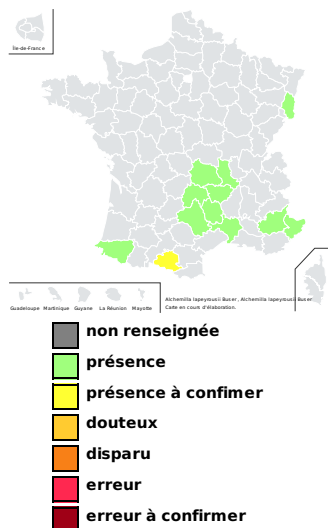 Île-de-France
Guadeloupe Martinique Guyane La Réunion Mayotte
Alchemilla lapeyrousii Buser , Alchemilla lapeyrousii Buser
Carte en cours d'élaboration.
non renseignée
présence
présence à confimer
douteux
disparu
erreur
erreur à confirmer